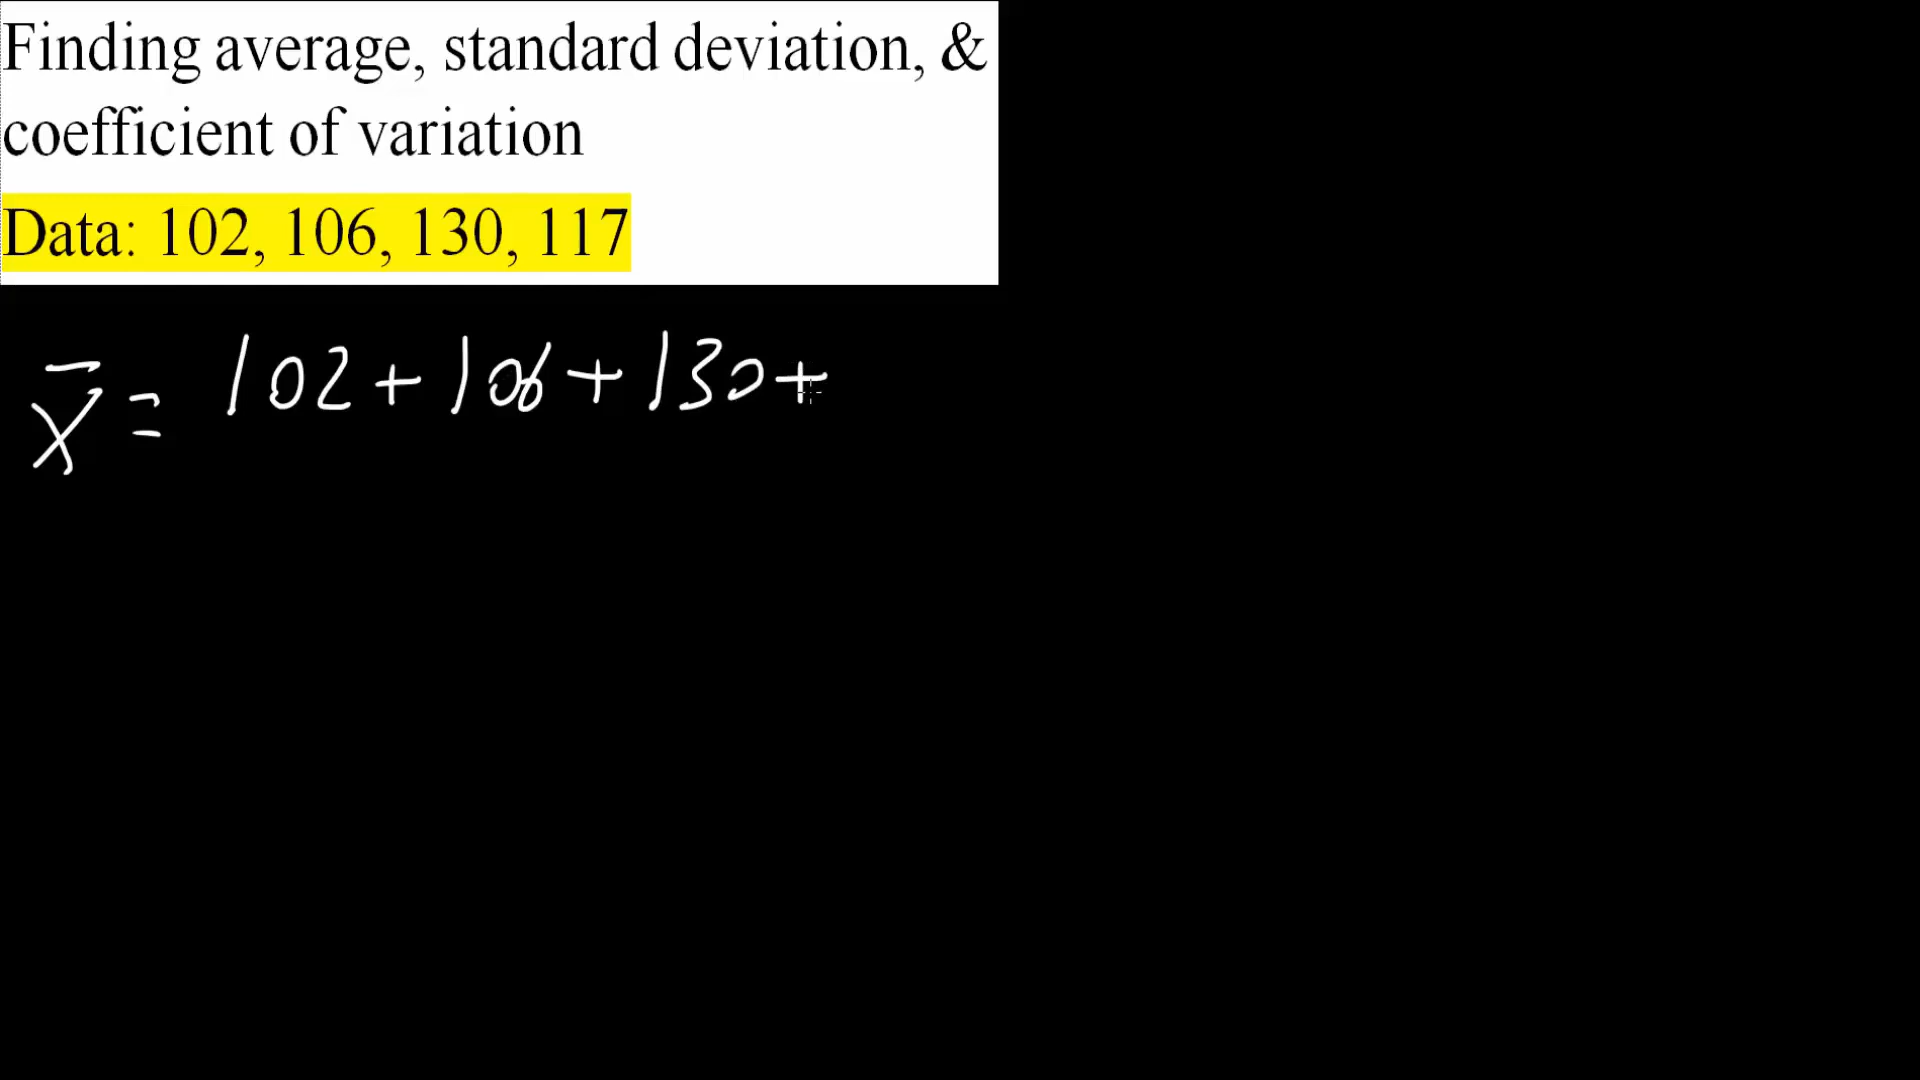 Finding average, standard deviation, &
coefficient of variation
Data: 102, 106, 130, 117
x̄ = 102 + 106 + 130 +